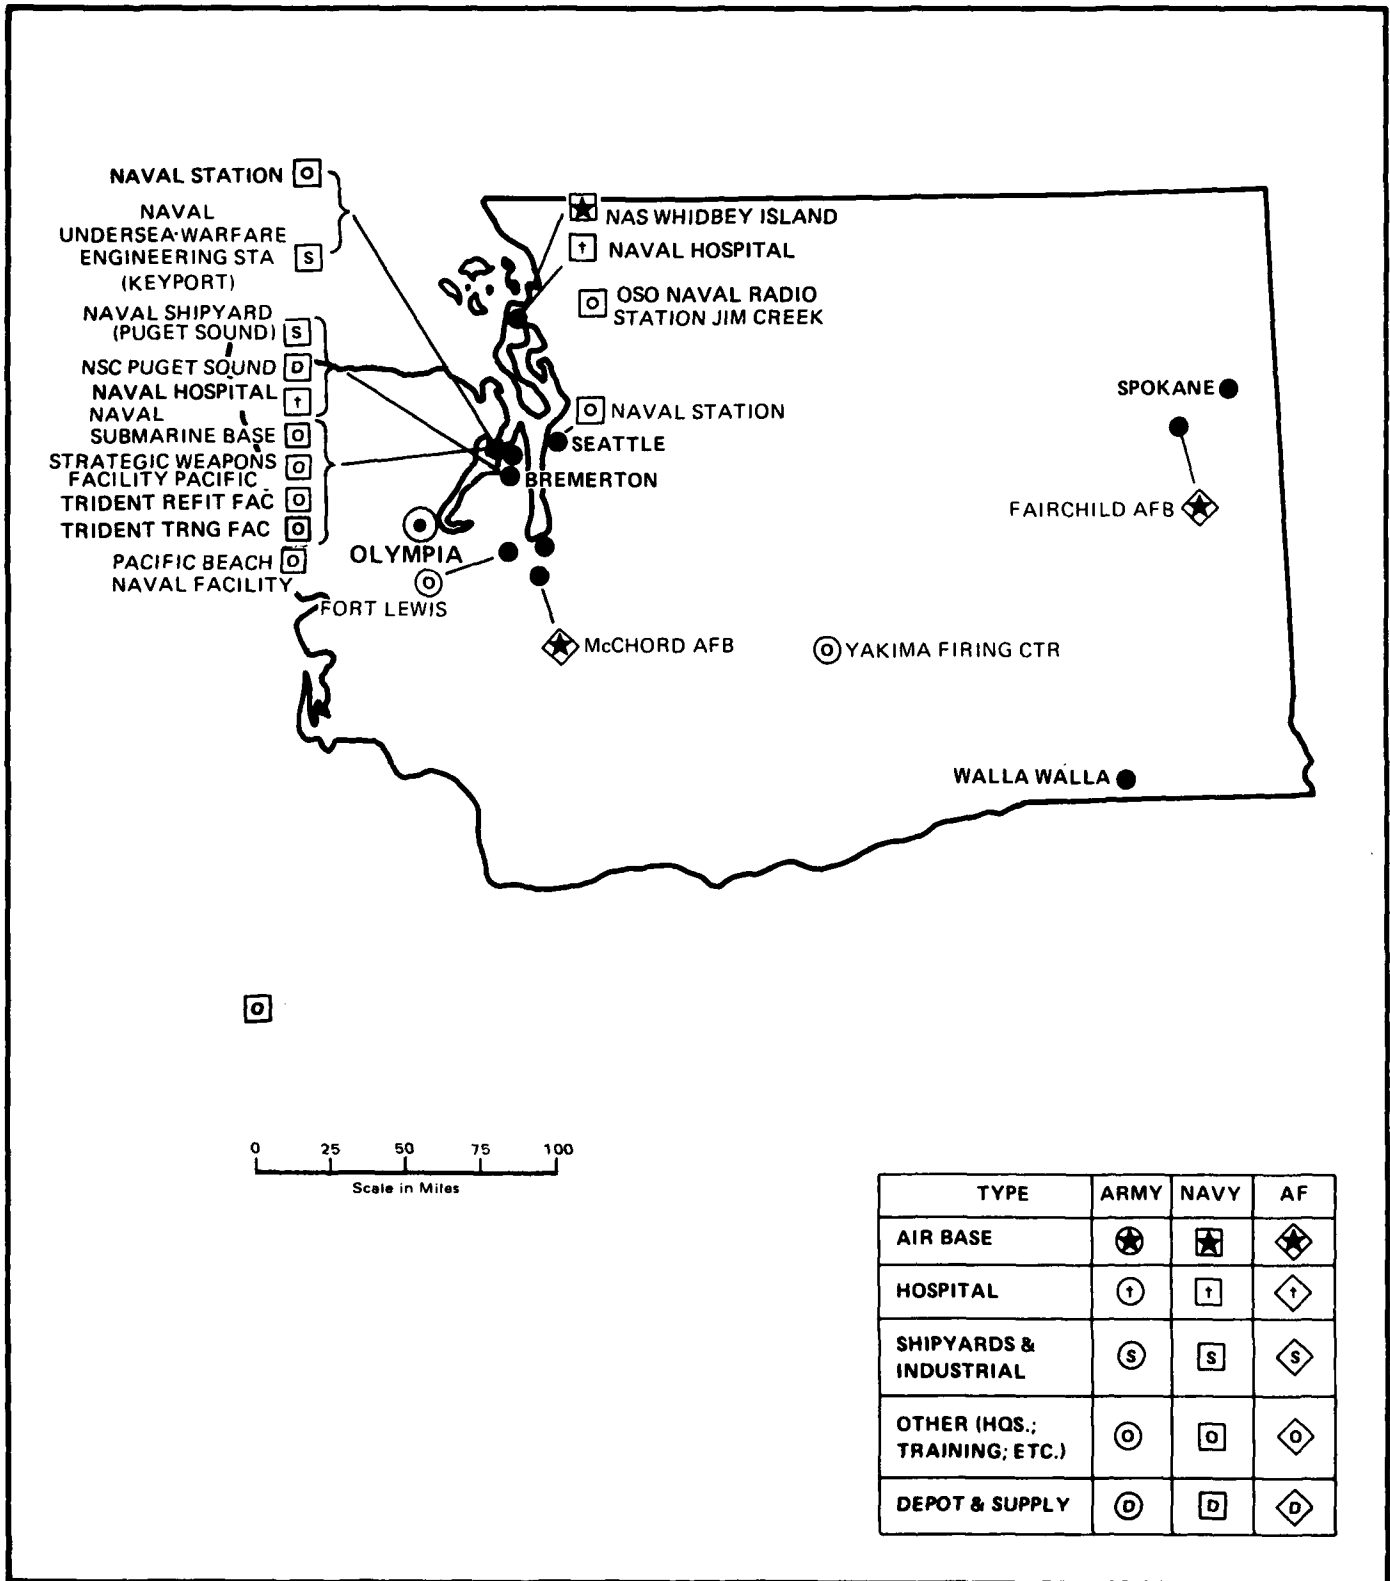 NAVAL STATION O
NAVAL
UNDERSEA-WARFARE
ENGINEERING STA S
(KEYPORT)
NAVAL SHIPYARD
(PUGET SOUND) S
NSC PUGET SOUND D
NAVAL HOSPITAL †
NAVAL
SUBMARINE BASE O
STRATEGIC WEAPONS O
FACILITY PACIFIC
TRIDENT REFIT FAC O
TRIDENT TRNG FAC O
PACIFIC BEACH O
NAVAL FACILITY
NAS WHIDBEY ISLAND
† NAVAL HOSPITAL
O OSO NAVAL RADIO
STATION JIM CREEK
O NAVAL STATION
SEATTLE
BREMERTON
OLYMPIA
O
FORT LEWIS
McCHORD AFB
O YAKIMA FIRING CTR
SPOKANE
FAIRCHILD AFB
WALLA WALLA
O
0 25 50 75 100
Scale in Miles
TYPE ARMY NAVY AF
AIR BASE
HOSPITAL † † †
SHIPYARDS &
INDUSTRIAL S S S
OTHER (HQS.;
TRAINING; ETC.) O O O
DEPOT & SUPPLY D D D